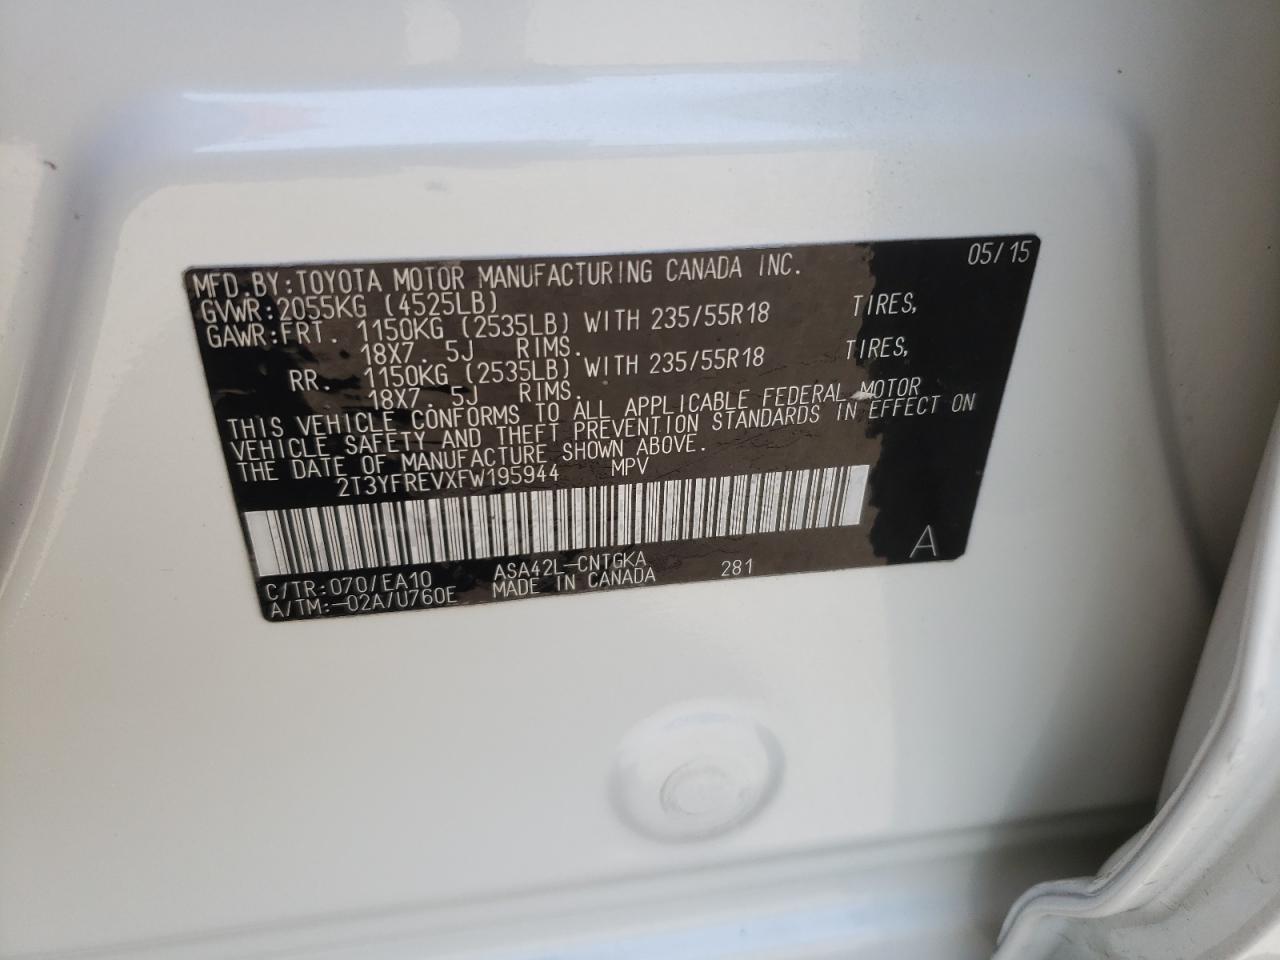 05/15
MFD.BY:TOYOTA MOTOR MANUFACTURING CANADA INC.
GVWR:2055KG (4525LB)
GAWR:FRT. 1150KG (2535LB) WITH 235/55R18 TIRES,
18X7.5J RIMS.
RR. 1150KG (2535LB) WITH 235/55R18 TIRES,
18X7.5J RIMS.
THIS VEHICLE CONFORMS TO ALL APPLICABLE FEDERAL MOTOR
VEHICLE SAFETY AND THEFT PREVENTION STANDARDS IN EFFECT ON
THE DATE OF MANUFACTURE SHOWN ABOVE.
2T3YFREVXFW195944 MPV
C/TR:070/EA10 ASA42L-CNTGKA 281
A/TM:-02A/U760E MADE IN CANADA
A